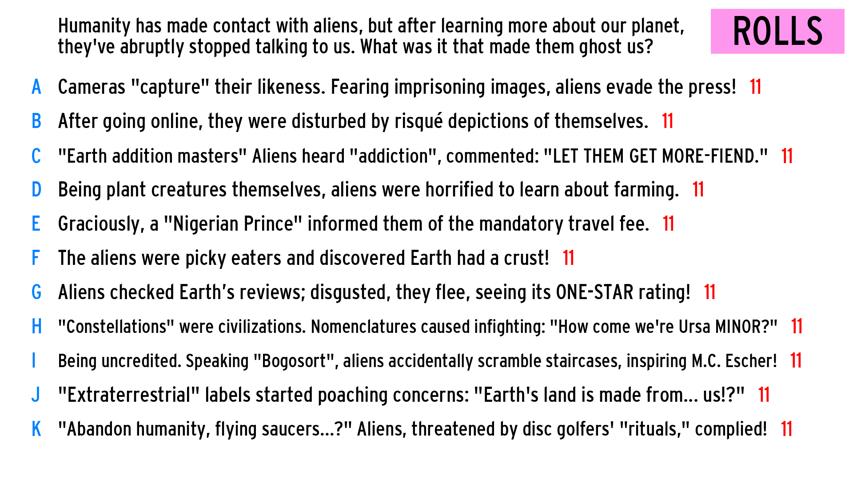 Humanity has made contact with aliens, but after learning more about our planet,
they've abruptly stopped talking to us. What was it that made them ghost us?
ROLLS
A Cameras "capture" their likeness. Fearing imprisoning images, aliens evade the press! 11
B After going online, they were disturbed by risqué depictions of themselves. 11
C "Earth addition masters" Aliens heard "addiction", commented: "LET THEM GET MORE-FIEND." 11
D Being plant creatures themselves, aliens were horrified to learn about farming. 11
E Graciously, a "Nigerian Prince" informed them of the mandatory travel fee. 11
F The aliens were picky eaters and discovered Earth had a crust! 11
G Aliens checked Earth's reviews; disgusted, they flee, seeing its ONE-STAR rating! 11
H "Constellations" were civilizations. Nomenclatures caused infighting: "How come we're Ursa MINOR?" 11
I Being uncredited. Speaking "Bogosort", aliens accidentally scramble staircases, inspiring M.C. Escher! 11
J "Extraterrestrial" labels started poaching concerns: "Earth's land is made from... us!?" 11
K "Abandon humanity, flying saucers...?" Aliens, threatened by disc golfers' "rituals," complied! 11